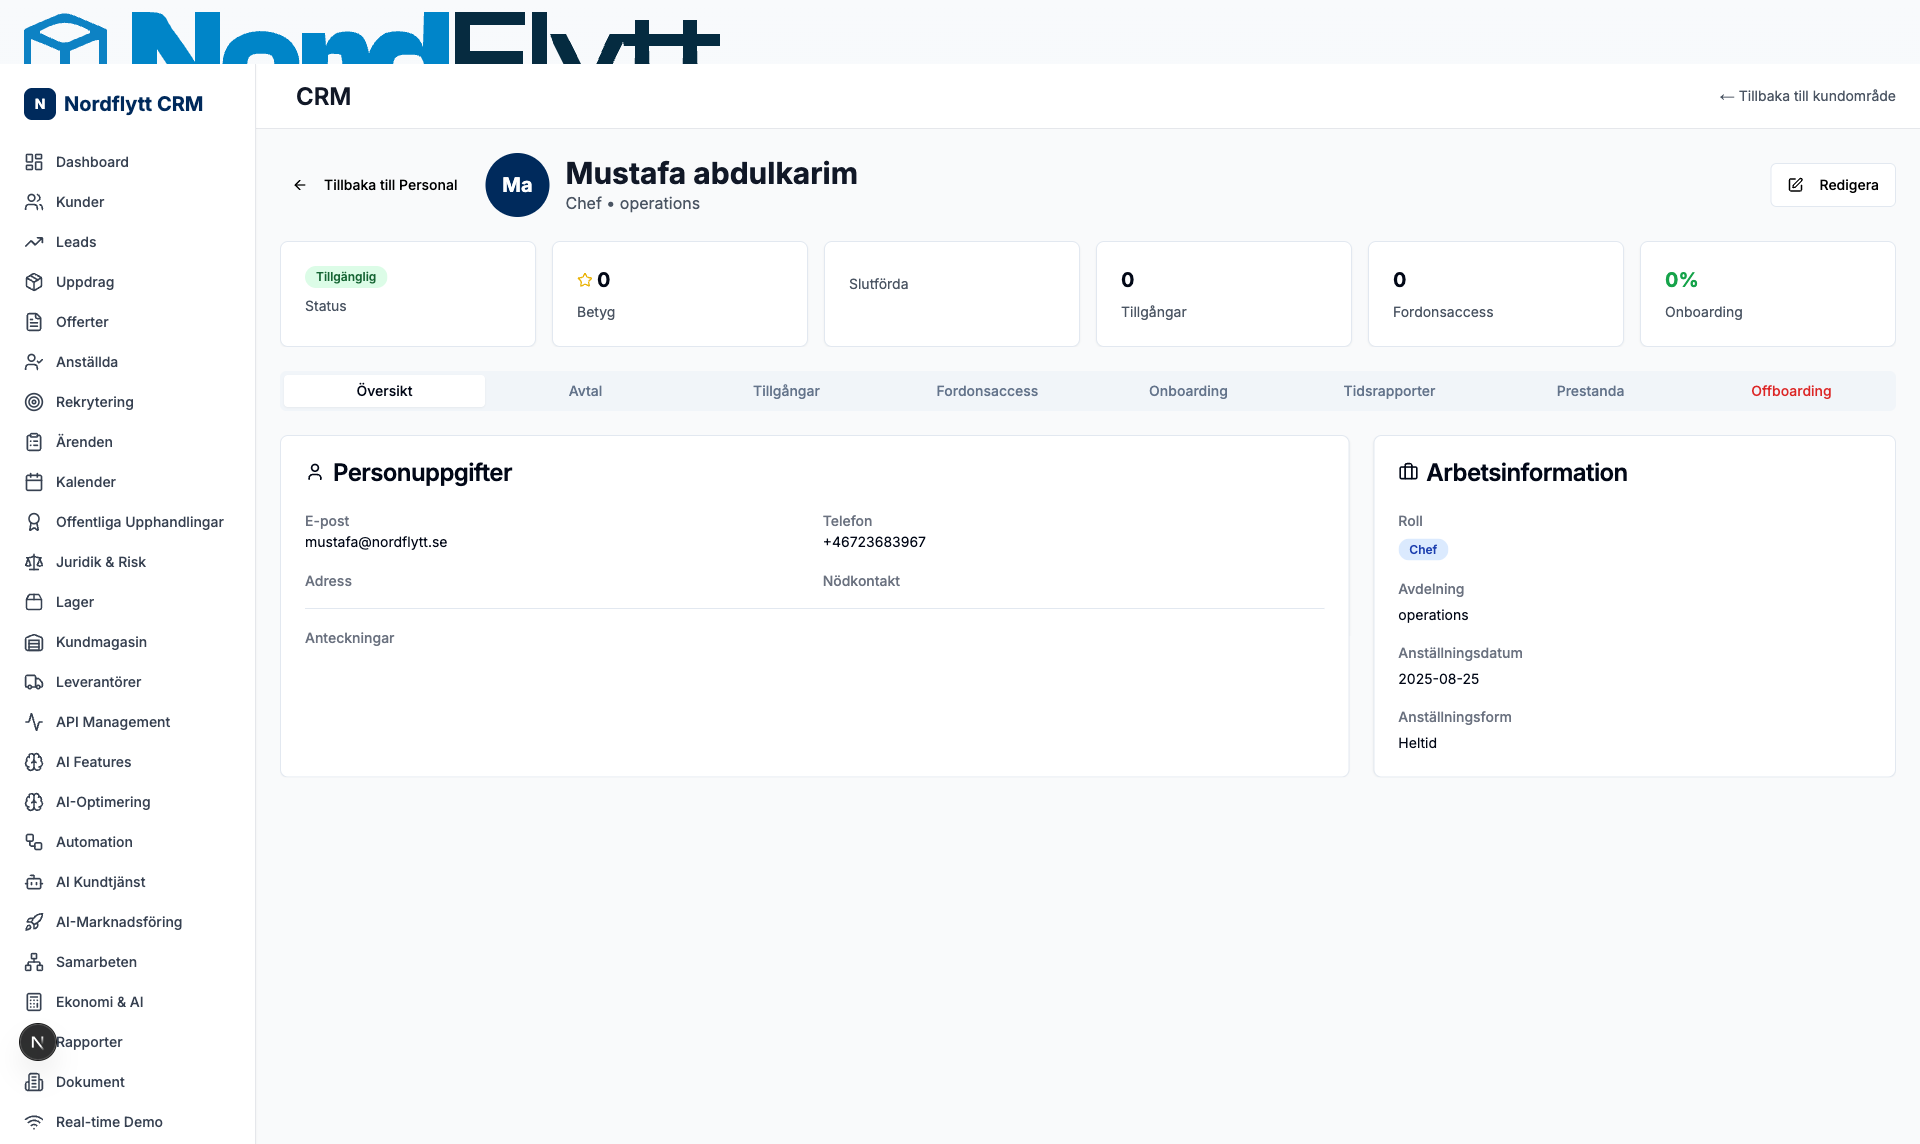 NordFlytt
N Nordflytt CRM
Dashboard
Kunder
Leads
Uppdrag
Offerter
Anställda
Rekrytering
Ärenden
Kalender
Offentliga Upphandlingar
Juridik & Risk
Lager
Kundmagasin
Leverantörer
API Management
AI Features
AI-Optimering
Automation
AI Kundtjänst
AI-Marknadsföring
Samarbeten
Ekonomi & AI
N Rapporter
Dokument
Real-time Demo
CRM
← Tillbaka till kundområde
Tillbaka till Personal
Ma
Mustafa abdulkarim
Chef • operations
Redigera
Tillgänglig
Status
0
Betyg
Slutförda
0
Tillgångar
0
Fordonsaccess
0%
Onboarding
Översikt Avtal Tillgångar Fordonsaccess Onboarding Tidsrapporter Prestanda Offboarding
Personuppgifter
E-post
mustafa@nordflytt.se
Telefon
+46723683967
Adress
Nödkontakt
Anteckningar
Arbetsinformation
Roll
Chef
Avdelning
operations
Anställningsdatum
2025-08-25
Anställningsform
Heltid